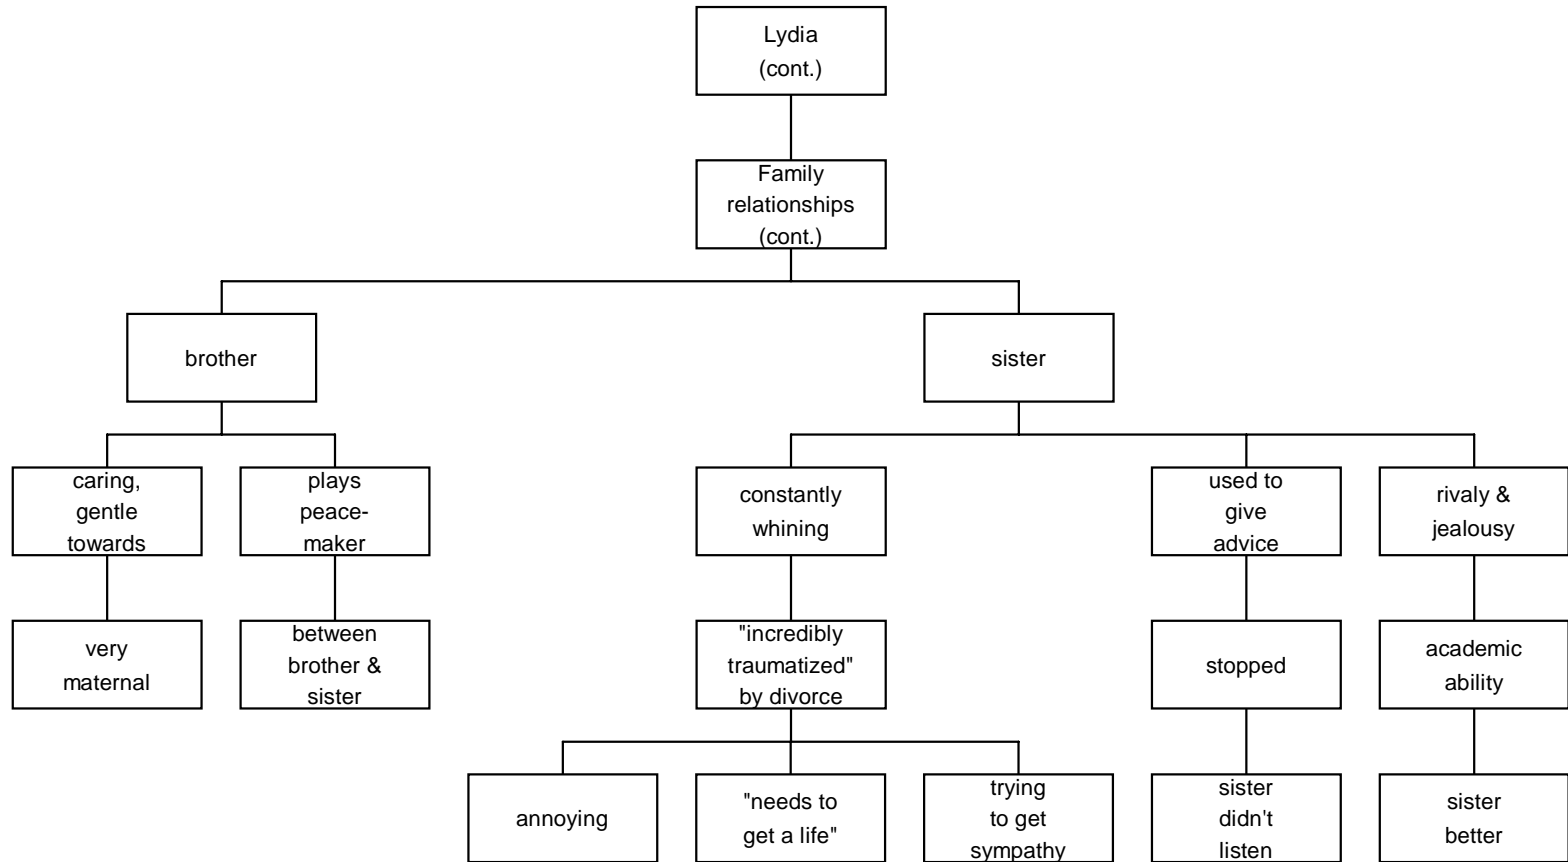 Lydia
(cont.)
Family
relationships
(cont.)
brother
sister
caring,
gentle
towards
plays
peace-
maker
constantly
whining
used to
give
advice
rivaly &
jealousy
very
maternal
between
brother &
sister
"incredibly
traumatized"
by divorce
stopped
academic
ability
annoying
"needs to
get a life"
trying
to get
sympathy
sister
didn't
listen
sister
better